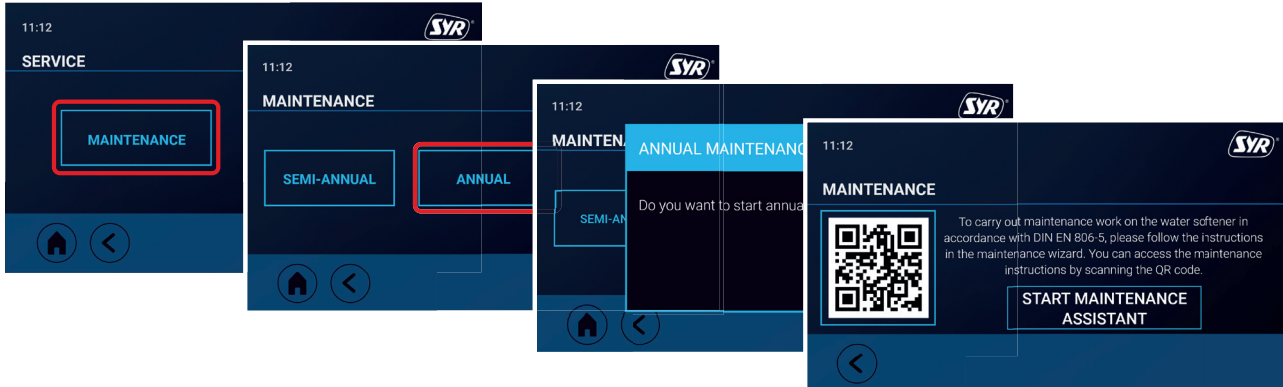 11:12
SYR
SERVICE
MAINTENANCE
11:12
SYR
MAINTENANCE
SEMI-ANNUAL
ANNUAL
11:12
SYR
ANNUAL MAINTENANC
Do you want to start annua
11:12
SYR
MAINTENANCE
To carry out maintenance work on the water softener in
accordance with DIN EN 806-5, please follow the instructions
in the maintenance wizard. You can access the maintenance
instructions by scanning the QR code.
START MAINTENANCE
ASSISTANT